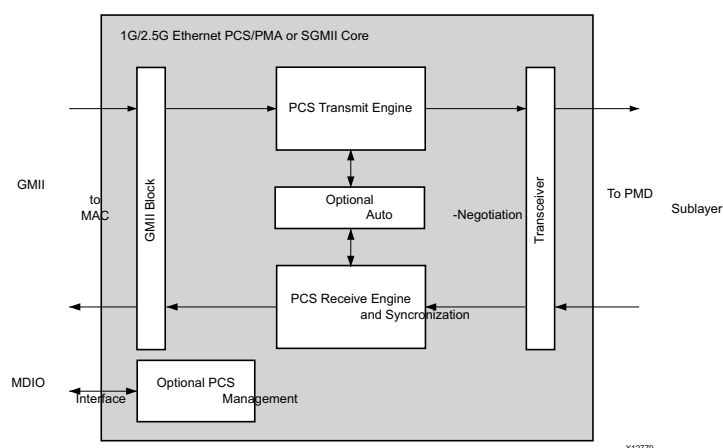 1G/2.5G Ethernet PCS/PMA or SGMII Core
PCS Transmit Engine
GMII
to
MAC
GMII Block
Optional
Auto
-Negotiation
Transceiver
To PMD
Sublayer
PCS Receive Engine
and Syncronization
MDIO
Interface
Optional PCS
Management
X12779